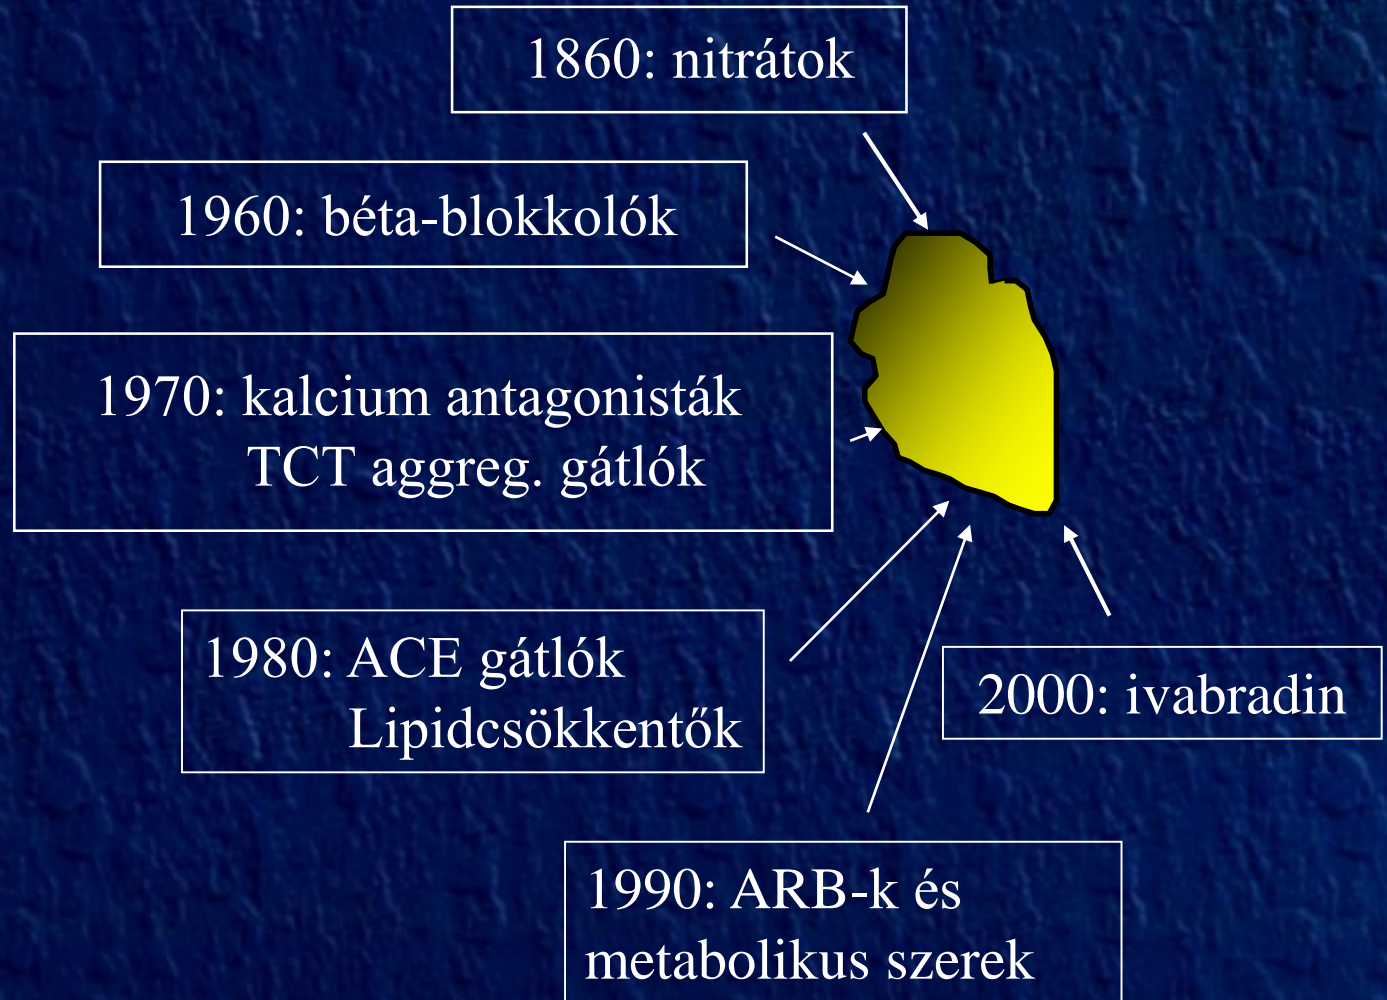 1860: nitrátok
1960: béta-blokkolók
1970: kalcium antagonisták
TCT aggreg. gátlók
1980: ACE gátlók
Lipidcsökkentők
2000: ivabradin
1990: ARB-k és
metabolikus szerek